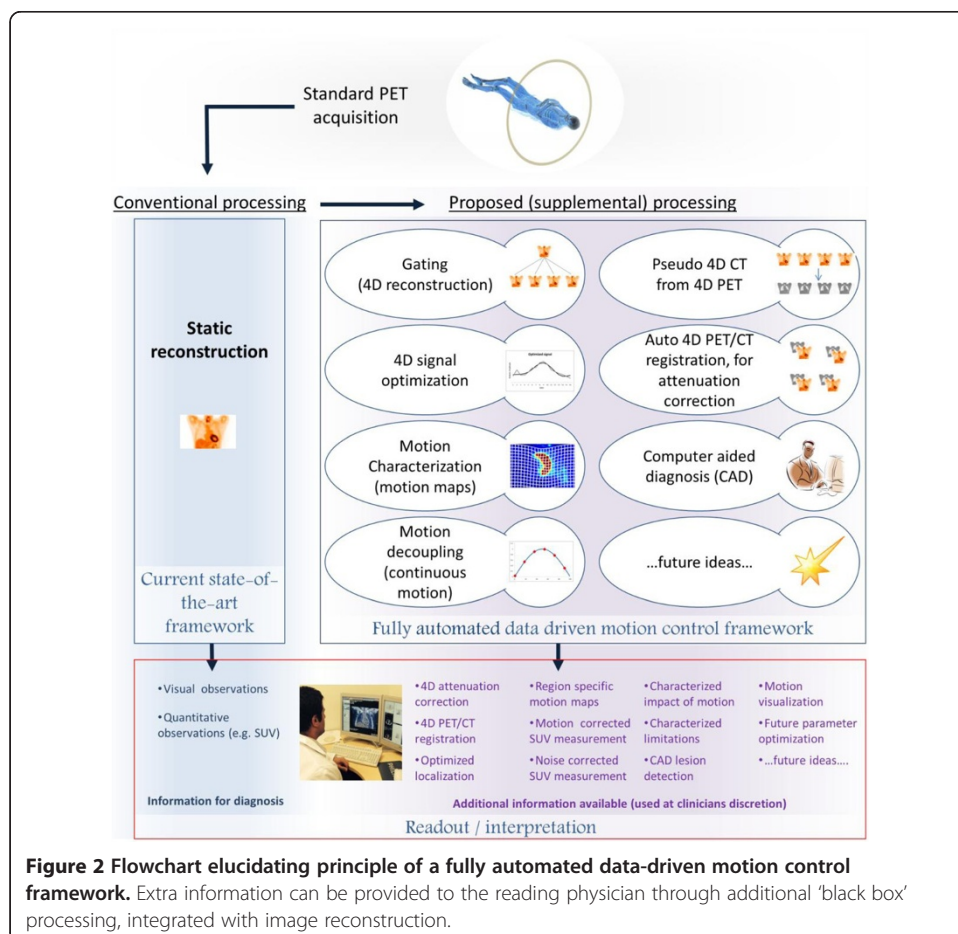 Standard PET
acquisition
Conventional processing
Proposed (supplemental) processing
Static
reconstruction
Current state-of-
the-art
framework
Gating
(4D reconstruction)
Pseudo 4D CT
from 4D PET
4D signal
optimization
Auto 4D PET/CT
registration, for
attenuation
correction
Motion
Characterization
(motion maps)
Computer aided
diagnosis (CAD)
Motion
decoupling
(continuous
motion)
...future ideas...
Fully automated data driven motion control framework
•Visual observations
•Quantitative
observations (e.g. SUV)
Information for diagnosis
•4D attenuation
correction
•4D PET/CT
registration
•Optimized
localization
•Region specific
motion maps
•Motion corrected
SUV measurement
•Noise corrected
SUV measurement
•Characterized
impact of motion
•Characterized
limitations
•CAD lesion
detection
•Motion
visualization
•Future parameter
optimization
•...future ideas....
Additional information available (used at clinicians discretion)
Readout / interpretation
Figure 2 Flowchart elucidating principle of a fully automated data-driven motion control
framework. Extra information can be provided to the reading physician through additional ‘black box’
processing, integrated with image reconstruction.